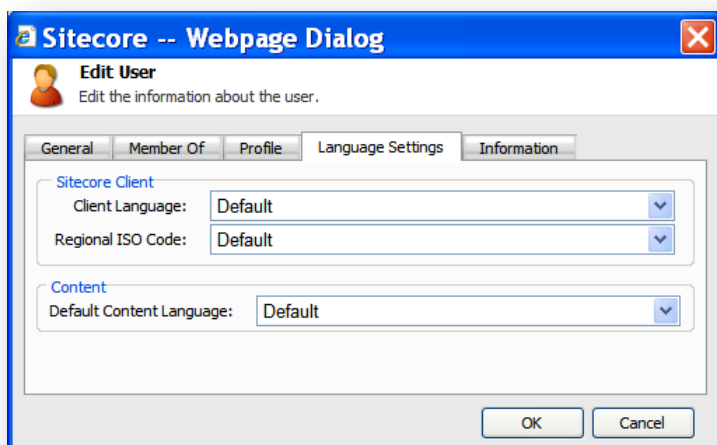 Sitecore -- Webpage Dialog
Edit User
Edit the information about the user.
General Member Of Profile Language Settings Information
Sitecore Client
Client Language: Default
Regional ISO Code: Default
Content
Default Content Language: Default
OK Cancel